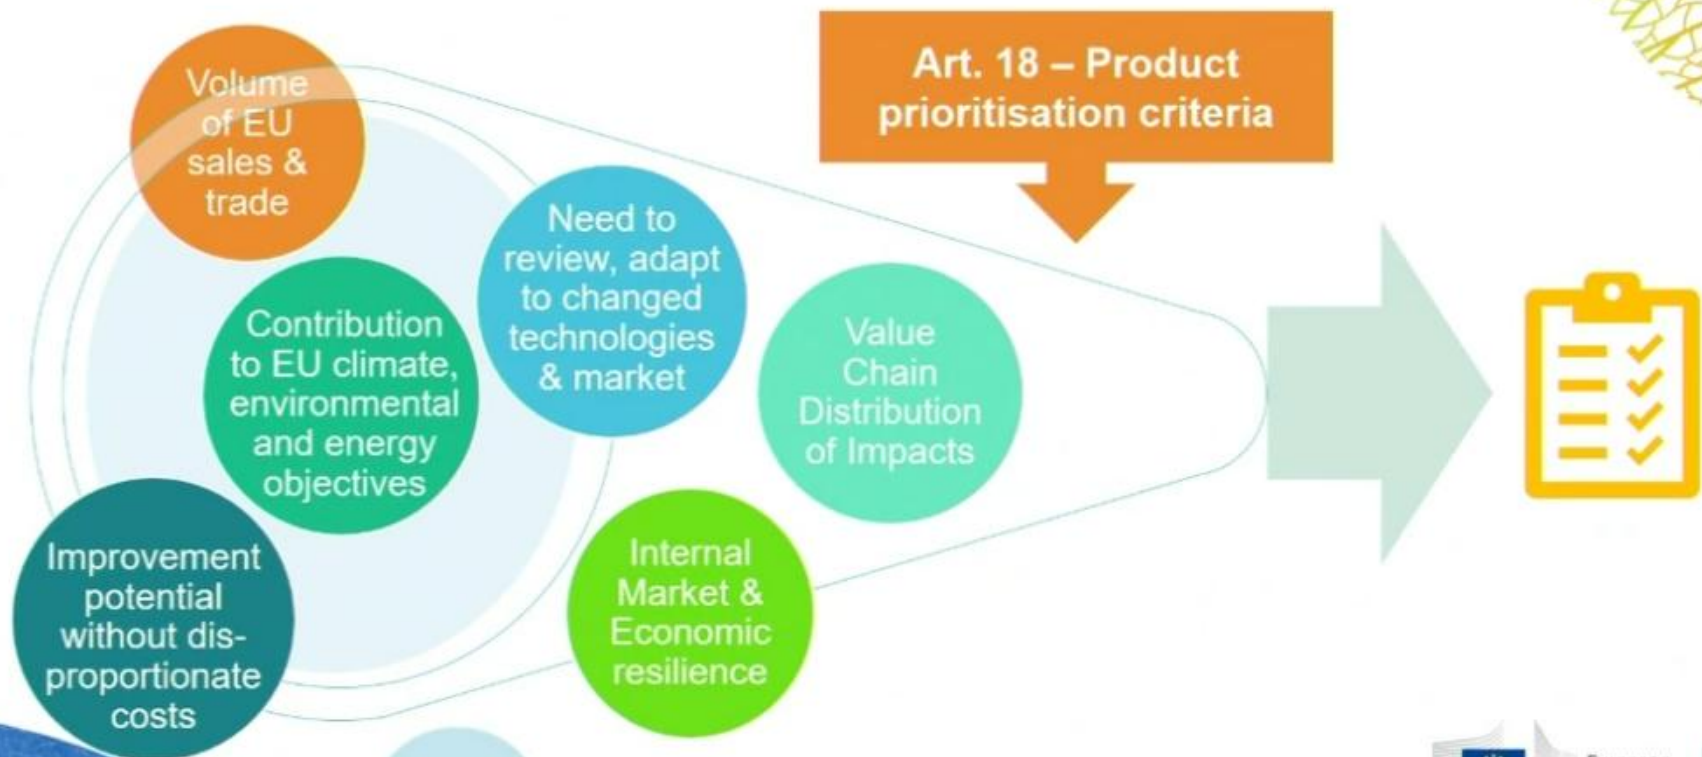 Art. 18 – Product
prioritisation criteria
Volume
of EU
sales &
trade
Need to
review, adapt
to changed
technologies
& market
Contribution
to EU climate,
environmental
and energy
objectives
Value
Chain
Distribution
of Impacts
Improvement
potential
without dis-
proportionate
costs
Internal
Market &
Economic
resilience